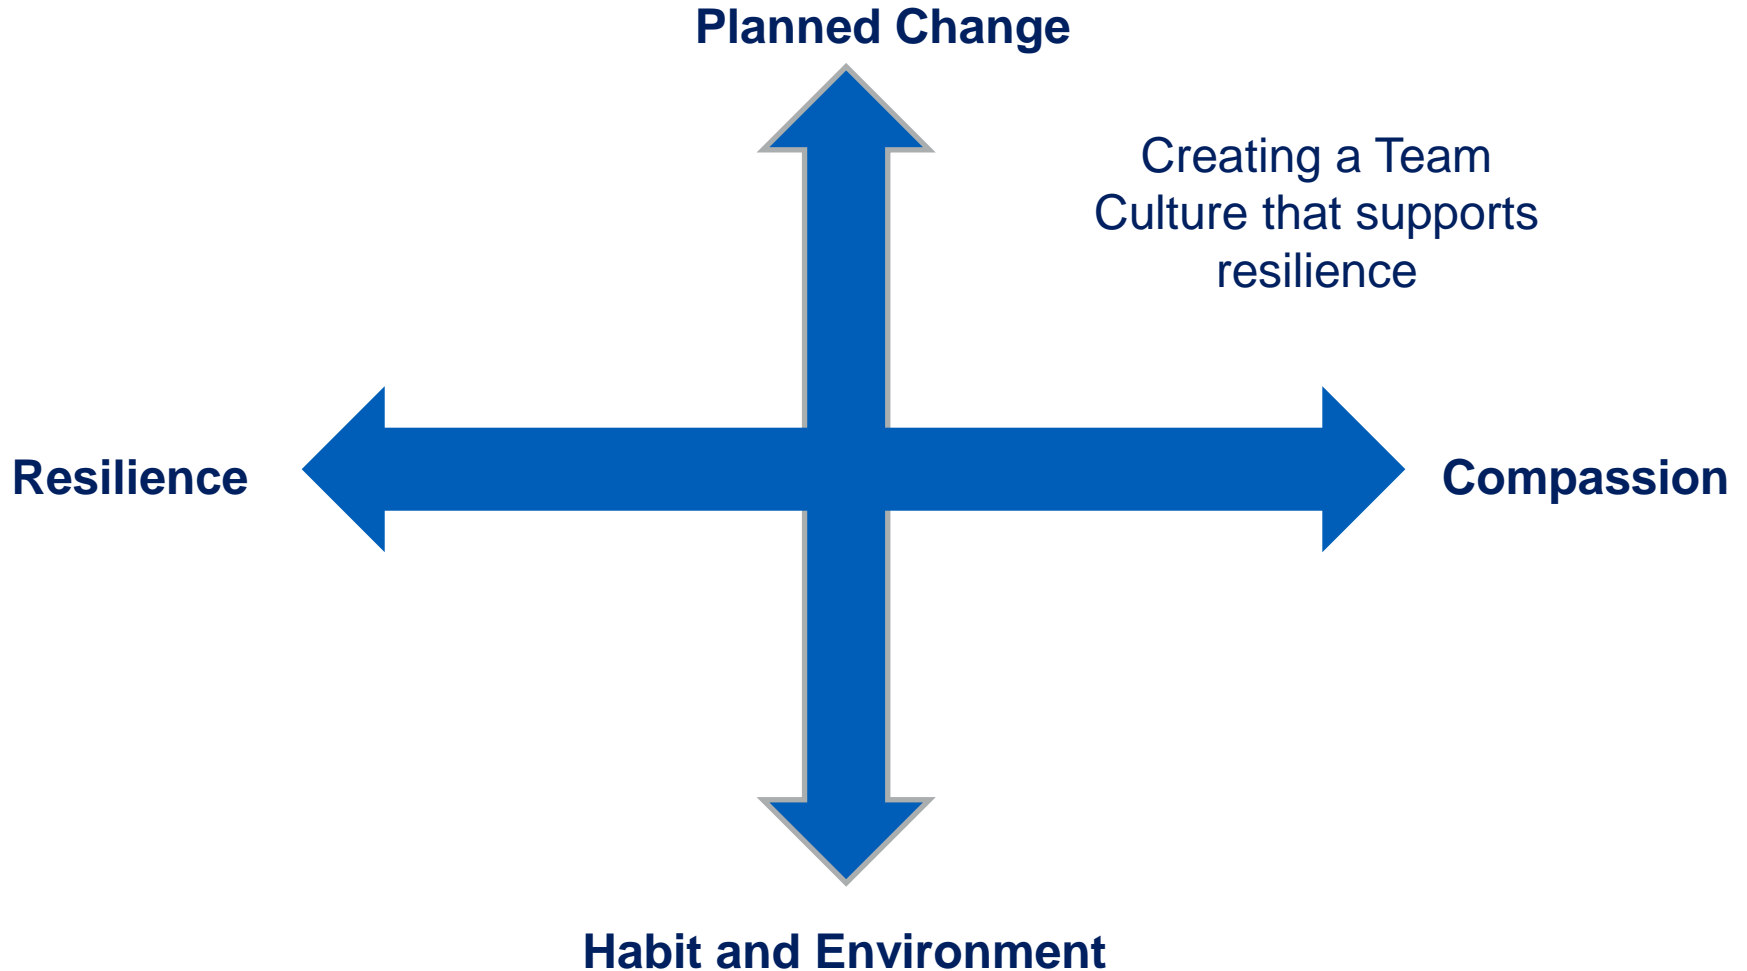 Planned Change
Creating a Team
Culture that supports
resilience
Resilience
Compassion
Habit and Environment